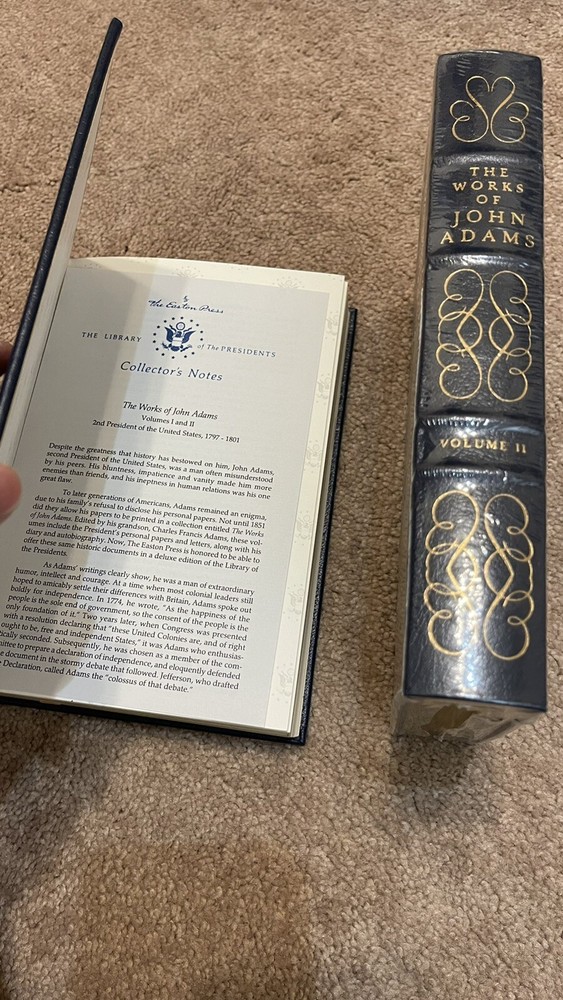 the Easton Press
THE LIBRARY of The PRESIDENTS
Collector's Notes
The Works of John Adams
Volumes I and II
2nd President of the United States, 1797 - 1801
Despite the greatness that history has bestowed on him, John Adams,
second President of the United States, was a man often misunderstood
by his peers. His bluntness, impatience and vanity made him more
enemies than friends, and his ineptness in human relations was his one
great flaw.
To later generations of Americans, Adams remained an enigma,
due to his family's refusal to disclose his personal papers. Not until 1851
did they allow his papers to be printed in a collection entitled The Works
of John Adams. Edited by his grandson, Charles Francis Adams, these vol-
umes include the President's personal papers and letters, along with his
diary and autobiography. Now, The Easton Press is honored to be able to
offer these same historic documents in a deluxe edition of the Library of
the Presidents.
As Adams' writings clearly show, he was a man of extraordinary
humor, intellect and courage. At a time when most colonial leaders still
hoped to amicably settle their differences with Britain, Adams spoke out
boldly for independence. In 1774, he wrote, "As the happiness of the
people is the sole end of government, so the consent of the people is the
only foundation of it." Two years later, when Congress was presented
with a resolution declaring that "these United Colonies are, and of right
ought to be, free and independent States," it was Adams who enthusias-
tically seconded. Subsequently, he was chosen as a member of the com-
mittee to prepare a declaration of independence, and eloquently defended
the document in the stormy debate that followed. Jefferson, who drafted
the Declaration, called Adams the "colossus of that debate."
THE
WORKS
OF
JOHN
ADAMS
VOLUME II